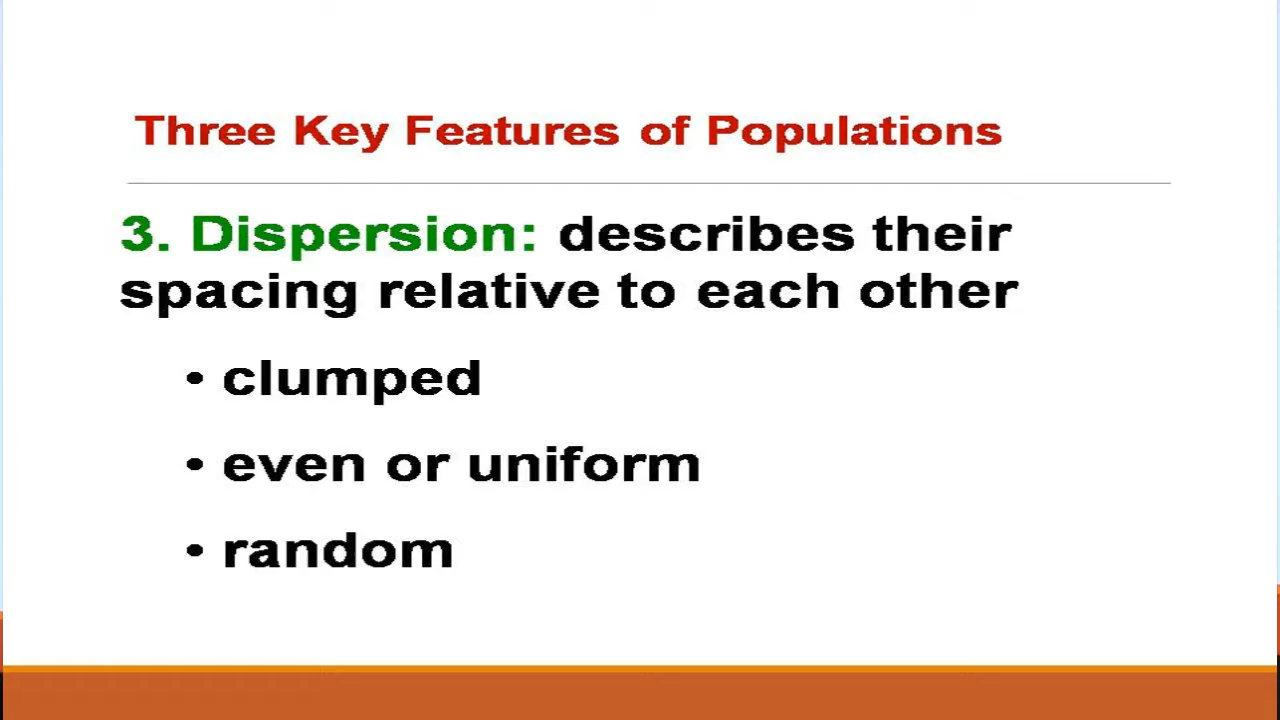 Three Key Features of Populations
3. Dispersion: describes their
spacing relative to each other
• clumped
• even or uniform
• random